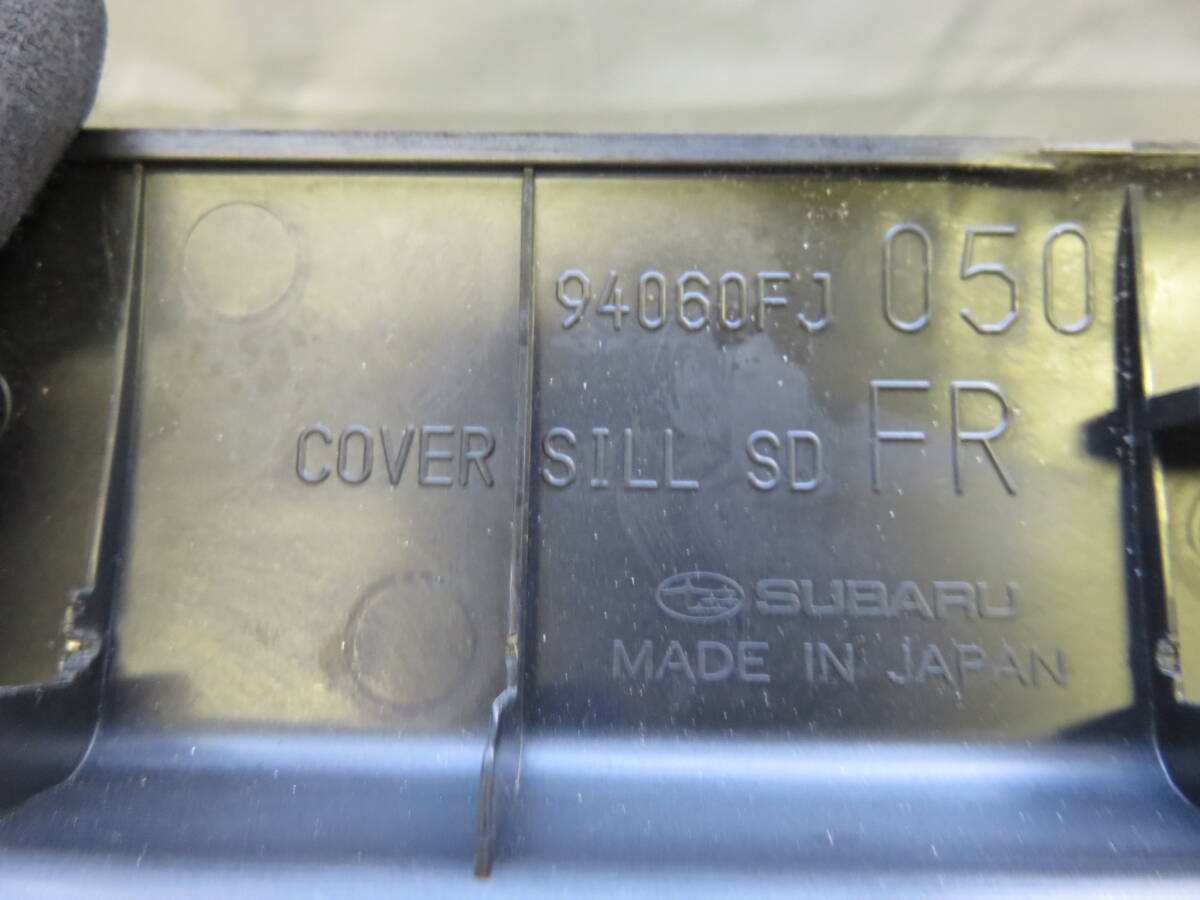 94060FJ 050
COVER SILL SD FR
SUBARU
MADE IN JAPAN